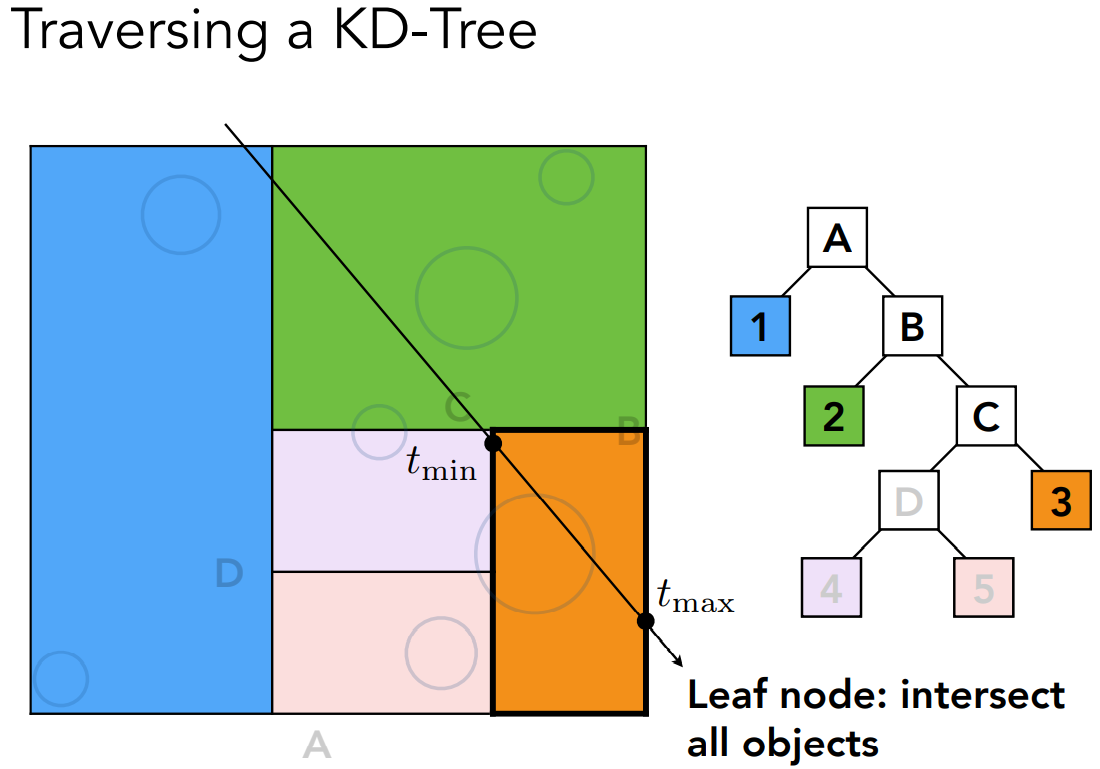 Traversing a KD-Tree
A
1
B
2
C
D
3
4
5
C
B
t_min
D
t_max
A
Leaf node: intersect
all objects